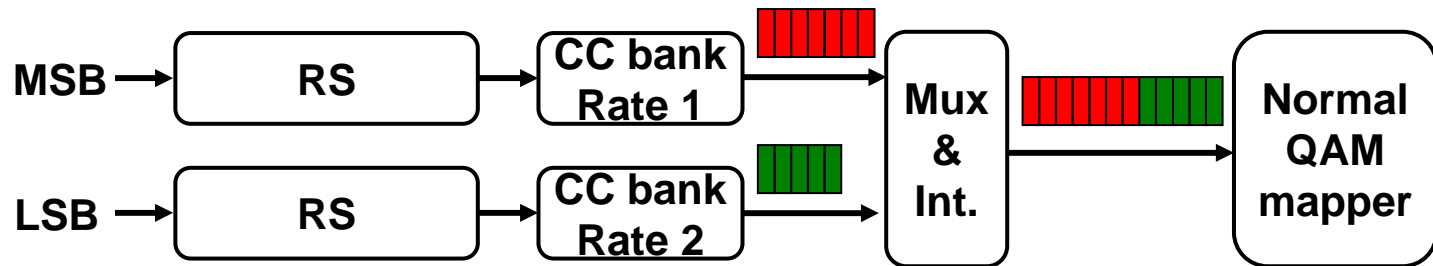 MSB
RS
CC bank
Rate 1
LSB
RS
CC bank
Rate 2
Mux
&
Int.
Normal
QAM
mapper